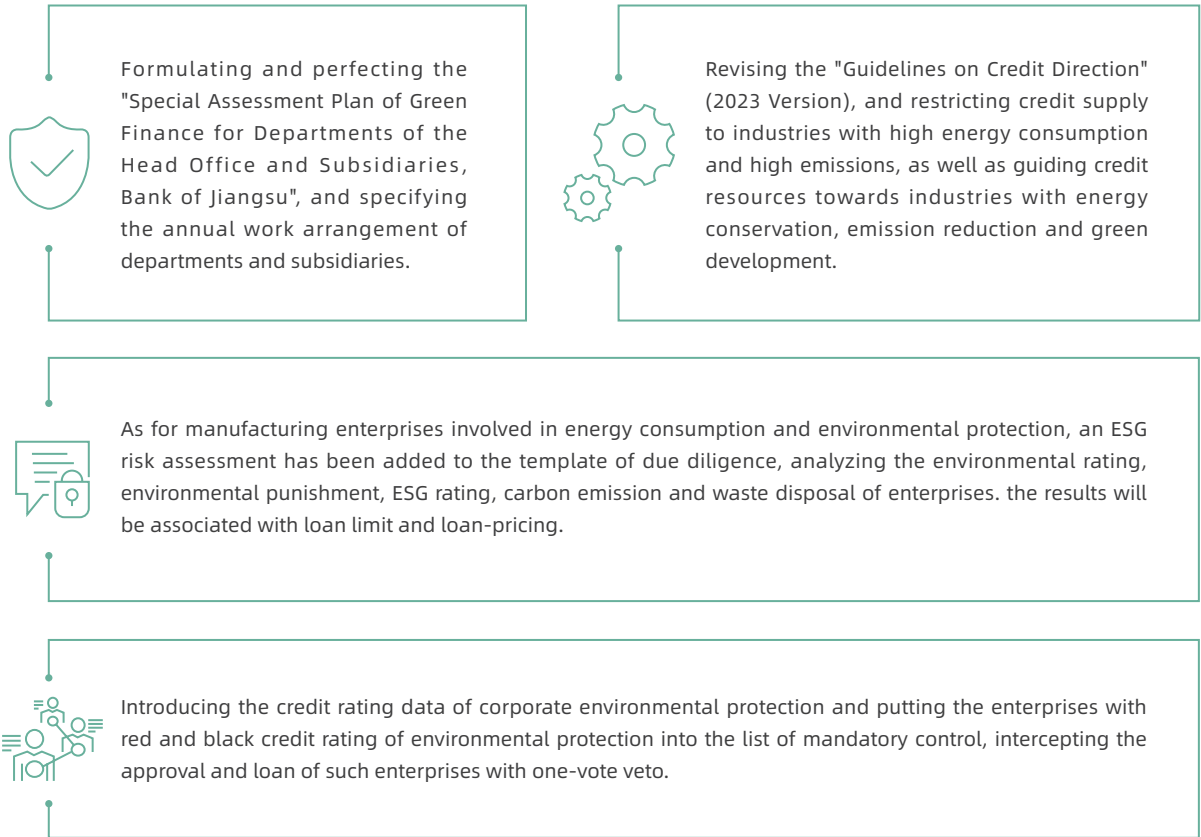 Formulating and perfecting the
"Special Assessment Plan of Green
Finance for Departments of the
Head Office and Subsidiaries,
Bank of Jiangsu", and specifying
the annual work arrangement of
departments and subsidiaries.
Revising the "Guidelines on Credit Direction"
(2023 Version), and restricting credit supply
to industries with high energy consumption
and high emissions, as well as guiding credit
resources towards industries with energy
conservation, emission reduction and green
development.
As for manufacturing enterprises involved in energy consumption and environmental protection, an ESG
risk assessment has been added to the template of due diligence, analyzing the environmental rating,
environmental punishment, ESG rating, carbon emission and waste disposal of enterprises. the results will
be associated with loan limit and loan-pricing.
Introducing the credit rating data of corporate environmental protection and putting the enterprises with
red and black credit rating of environmental protection into the list of mandatory control, intercepting the
approval and loan of such enterprises with one-vote veto.